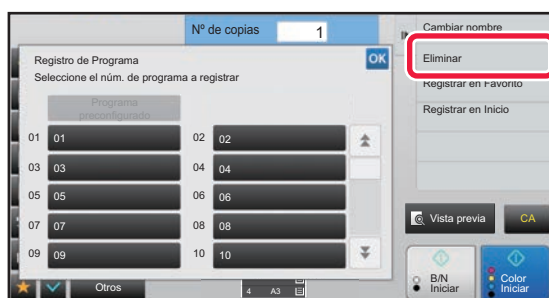 Nº de copias
1
Cambiar nombre
Eliminar
Registrar en Favorito
Registrar en Inicio
Registro de Programa
OK
Seleccione el núm. de programa a registrar
Programa preconfigurado
01 01
02 02
03 03
04 04
05 05
06 06
07 07
08 08
09 09
10 10
Vista previa
CA
B/N
Iniciar
Color
Iniciar
Otros
4 A3